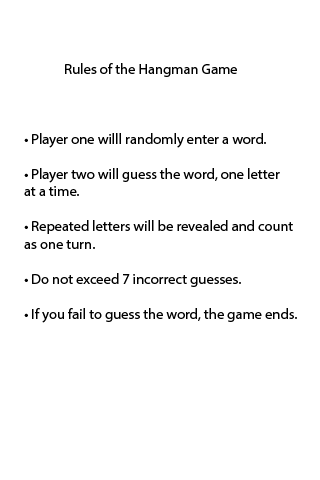 Rules of the Hangman Game
• Player one willl randomly enter a word.
• Player two will guess the word, one letter
at a time.
• Repeated letters will be revealed and count
as one turn.
• Do not exceed 7 incorrect guesses.
• If you fail to guess the word, the game ends.